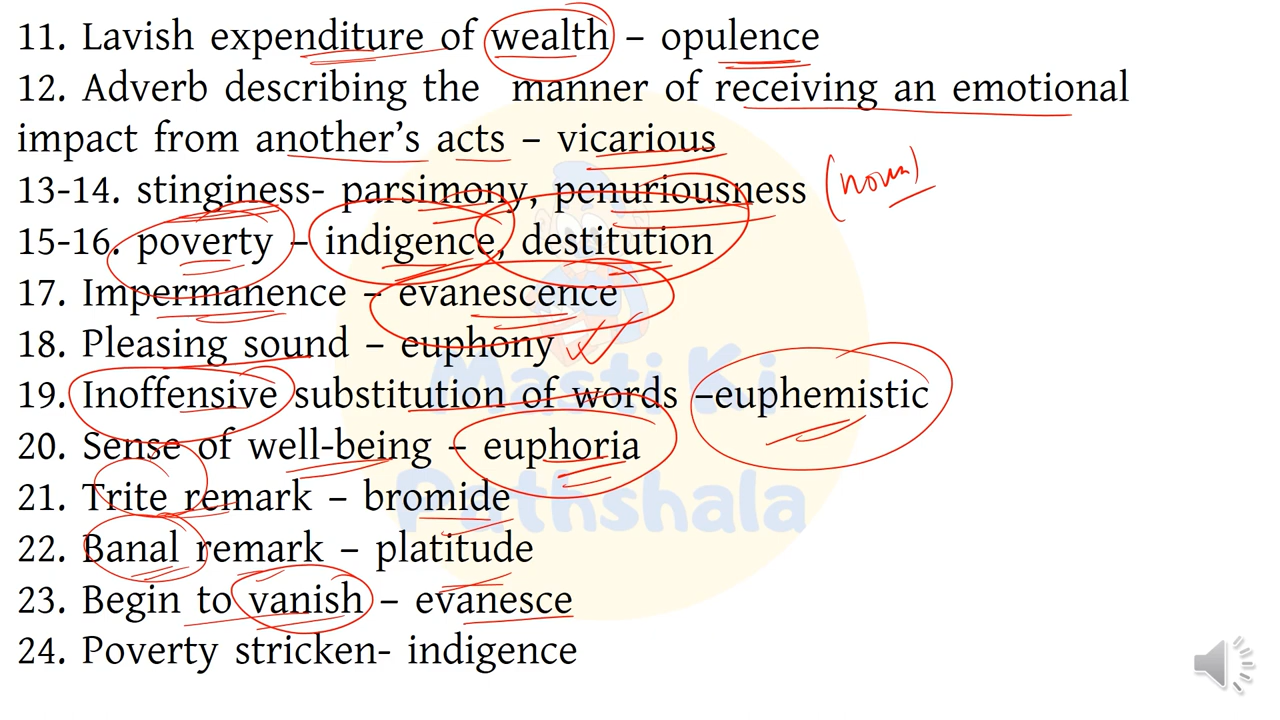 11. Lavish expenditure of wealth – opulence
12. Adverb describing the manner of receiving an emotional
impact from another's acts – vicarious
13-14. stinginess- parsimony, penuriousness (noun)
15-16. poverty – indigence, destitution
17. Impermanence – evanescence
18. Pleasing sound – euphony
19. Inoffensive substitution of words –euphemistic
20. Sense of well-being – euphoria
21. Trite remark – bromide
22. Banal remark – platitude
23. Begin to vanish – evanesce
24. Poverty stricken- indigence
Masti Ki
Pathshala